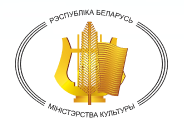 РЭСПУБЛІКА БЕЛАРУСЬ
МІНІСТЭРСТВА КУЛЬТУРЫ